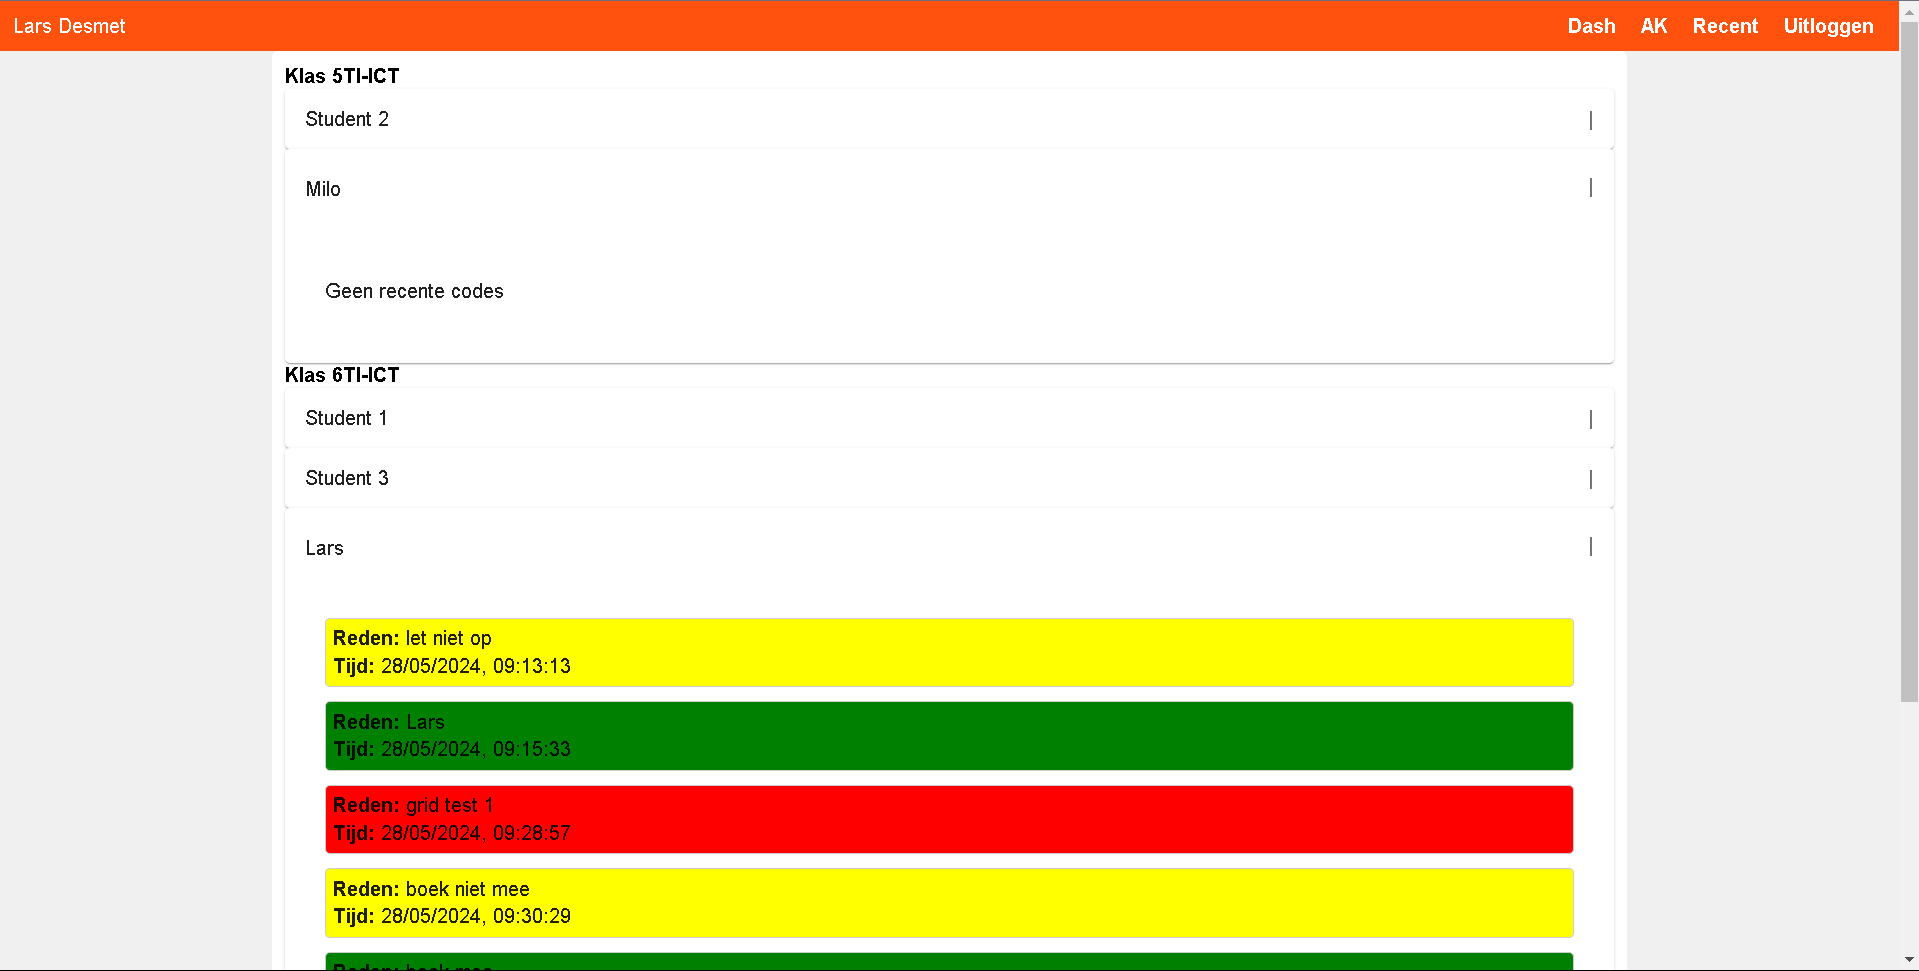 Lars Desmet
Dash AK Recent Uitloggen
Klas 5TI-ICT
Student 2
Milo
Geen recente codes
Klas 6TI-ICT
Student 1
Student 3
Lars
Reden: let niet op
Tijd: 28/05/2024, 09:13:13
Reden: Lars
Tijd: 28/05/2024, 09:15:33
Reden: grid test 1
Tijd: 28/05/2024, 09:28:57
Reden: boek niet mee
Tijd: 28/05/2024, 09:30:29
Reden: boek mee